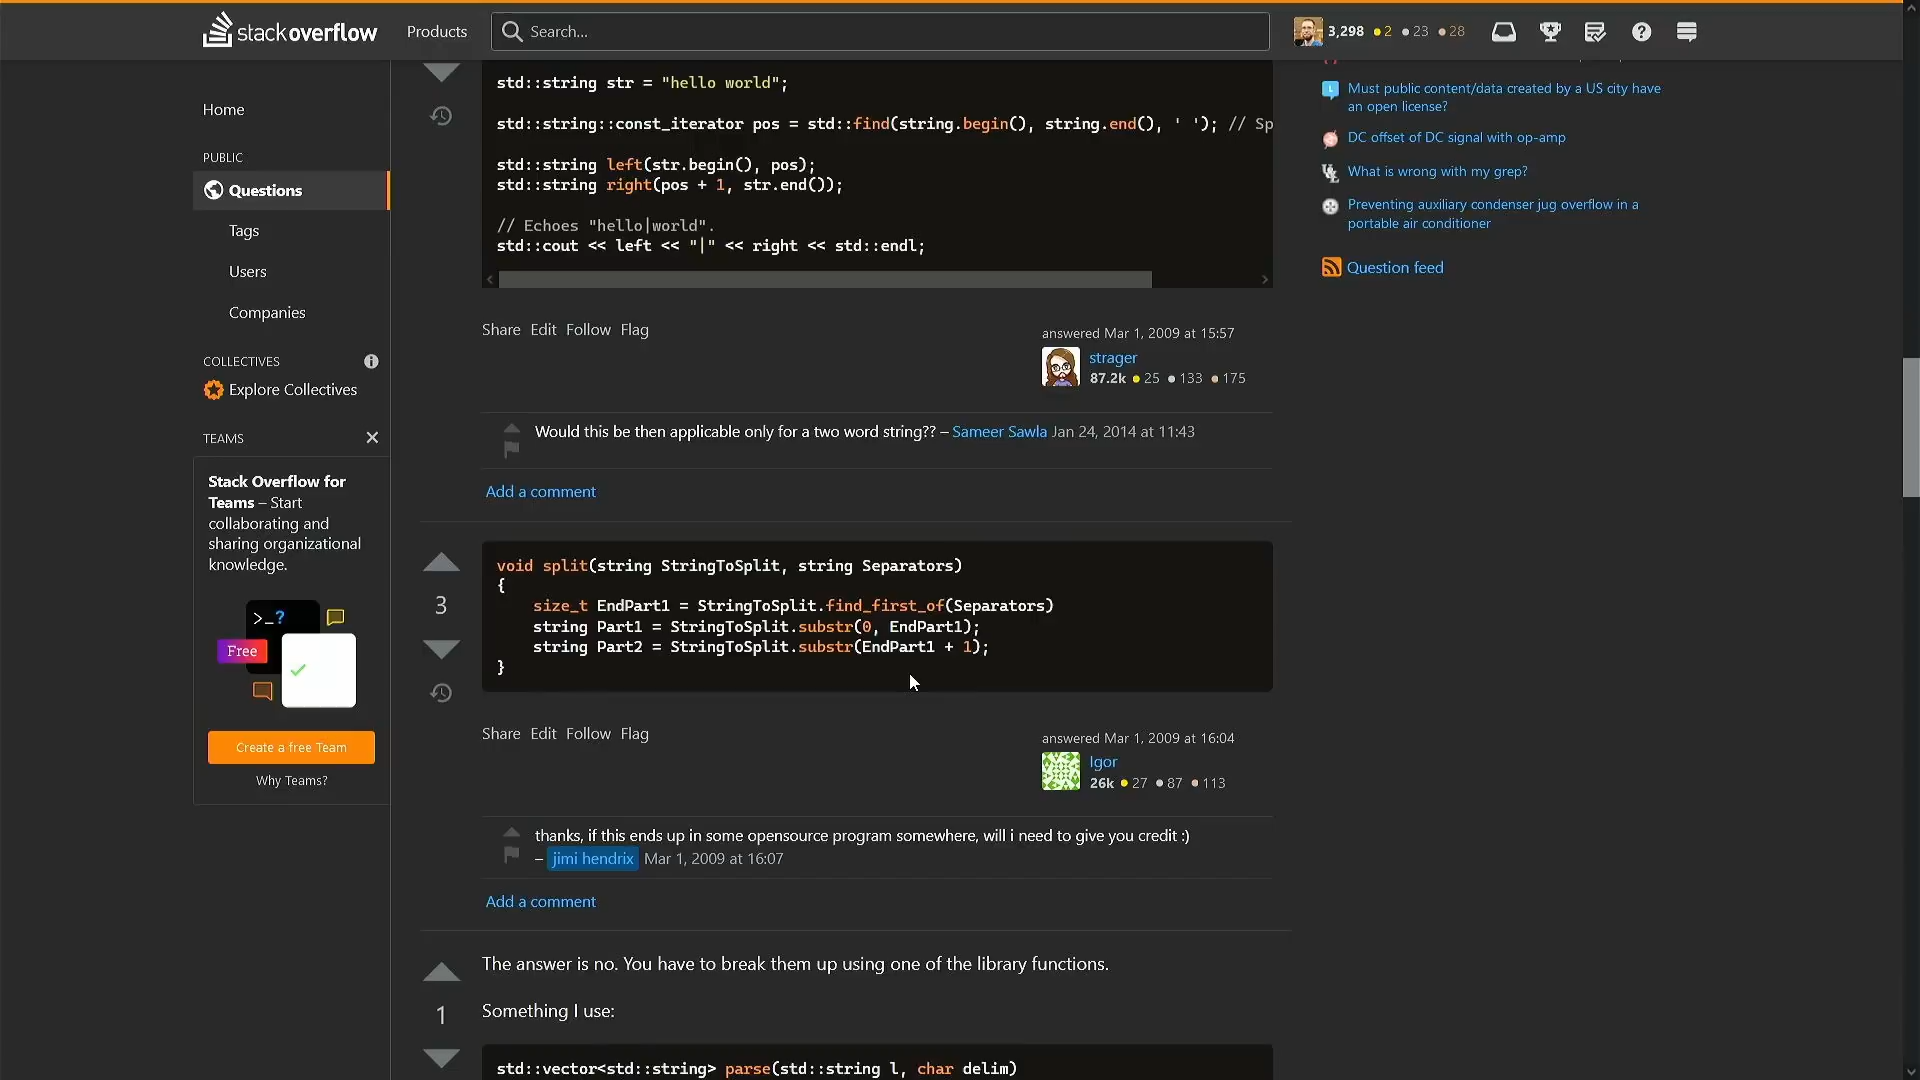 stackoverflow
Products
Search...
3,298 2 23 28
Home
PUBLIC
Questions
Tags
Users
Companies
COLLECTIVES
Explore Collectives
TEAMS
Stack Overflow for
Teams – Start
collaborating and
sharing organizational
knowledge.
>_?
Free
Create a free Team
Why Teams?
std::string str = "hello world";
std::string::const_iterator pos = std::find(string.begin(), string.end(), ' '); // Sp
std::string left(str.begin(), pos);
std::string right(pos + 1, str.end());
// Echoes "hello|world".
std::cout << left << "|" << right << std::endl;
Share Edit Follow Flag
answered Mar 1, 2009 at 15:57
strager
87.2k 25 133 175
Would this be then applicable only for a two word string?? – Sameer Sawla Jan 24, 2014 at 11:43
Add a comment
3
void split(string StringToSplit, string Separators)
{
size_t EndPart1 = StringToSplit.find_first_of(Separators)
string Part1 = StringToSplit.substr(0, EndPart1);
string Part2 = StringToSplit.substr(EndPart1 + 1);
}
Share Edit Follow Flag
answered Mar 1, 2009 at 16:04
Igor
26k 27 87 113
thanks, if this ends up in some opensource program somewhere, will i need to give you credit :)
– jimi hendrix Mar 1, 2009 at 16:07
Add a comment
The answer is no. You have to break them up using one of the library functions.
1
Something I use:
std::vector<std::string> parse(std::string l, char delim)
Must public content/data created by a US city have
an open license?
DC offset of DC signal with op-amp
What is wrong with my grep?
Preventing auxiliary condenser jug overflow in a
portable air conditioner
Question feed